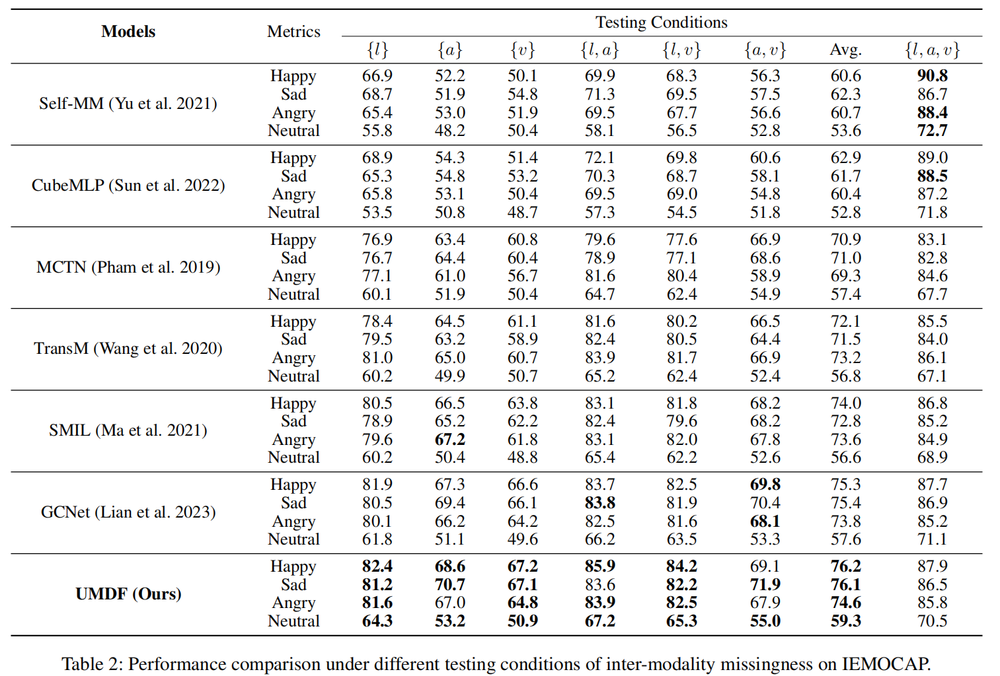 Models Metrics Testing Conditions
{l} {a} {v} {l, a} {l, v} {a, v} Avg. {l, a, v}
Happy 66.9 52.2 50.1 69.9 68.3 56.3 60.6 90.8
Sad 68.7 51.9 54.8 71.3 69.5 57.5 62.3 86.7
Self-MM (Yu et al. 2021)
Angry 65.4 53.0 51.9 69.5 67.7 56.6 60.7 88.4
Neutral 55.8 48.2 50.4 58.1 56.5 52.8 53.6 72.7
Happy 68.9 54.3 51.4 72.1 69.8 60.6 62.9 89.0
Sad 65.3 54.8 53.2 70.3 68.7 58.1 61.7 88.5
CubeMLP (Sun et al. 2022)
Angry 65.8 53.1 50.4 69.5 69.0 54.8 60.4 87.2
Neutral 53.5 50.8 48.7 57.3 54.5 51.8 52.8 71.8
Happy 76.9 63.4 60.8 79.6 77.6 66.9 70.9 83.1
Sad 76.7 64.4 60.4 78.9 77.1 68.6 71.0 82.8
MCTN (Pham et al. 2019)
Angry 77.1 61.0 56.7 81.6 80.4 58.9 69.3 84.6
Neutral 60.1 51.9 50.4 64.7 62.4 54.9 57.4 67.7
Happy 78.4 64.5 61.1 81.6 80.2 66.5 72.1 85.5
Sad 79.5 63.2 58.9 82.4 80.5 64.4 71.5 84.0
TransM (Wang et al. 2020)
Angry 81.0 65.0 60.7 83.9 81.7 66.9 73.2 86.1
Neutral 60.2 49.9 50.7 65.2 62.4 52.4 56.8 67.1
Happy 80.5 66.5 63.8 83.1 81.8 68.2 74.0 86.8
Sad 78.9 65.2 62.2 82.4 79.6 68.2 72.8 85.2
SMIL (Ma et al. 2021)
Angry 79.6 67.2 61.8 83.1 82.0 67.8 73.6 84.9
Neutral 60.2 50.4 48.8 65.4 62.2 52.6 56.6 68.9
Happy 81.9 67.3 66.6 83.7 82.5 69.8 75.3 87.7
Sad 80.5 69.4 66.1 83.8 81.9 70.4 75.4 86.9
GCNet (Lian et al. 2023)
Angry 80.1 66.2 64.2 82.5 81.6 68.1 73.8 85.2
Neutral 61.8 51.1 49.6 66.2 63.5 53.3 57.6 71.1
Happy 82.4 68.6 67.2 85.9 84.2 69.1 76.2 87.9
Sad 81.2 70.7 67.1 83.6 82.2 71.9 76.1 86.5
UMDF (Ours)
Angry 81.6 67.0 64.8 83.9 82.5 67.9 74.6 85.8
Neutral 64.3 53.2 50.9 67.2 65.3 55.0 59.3 70.5
Table 2: Performance comparison under different testing conditions of inter-modality missingness on IEMOCAP.